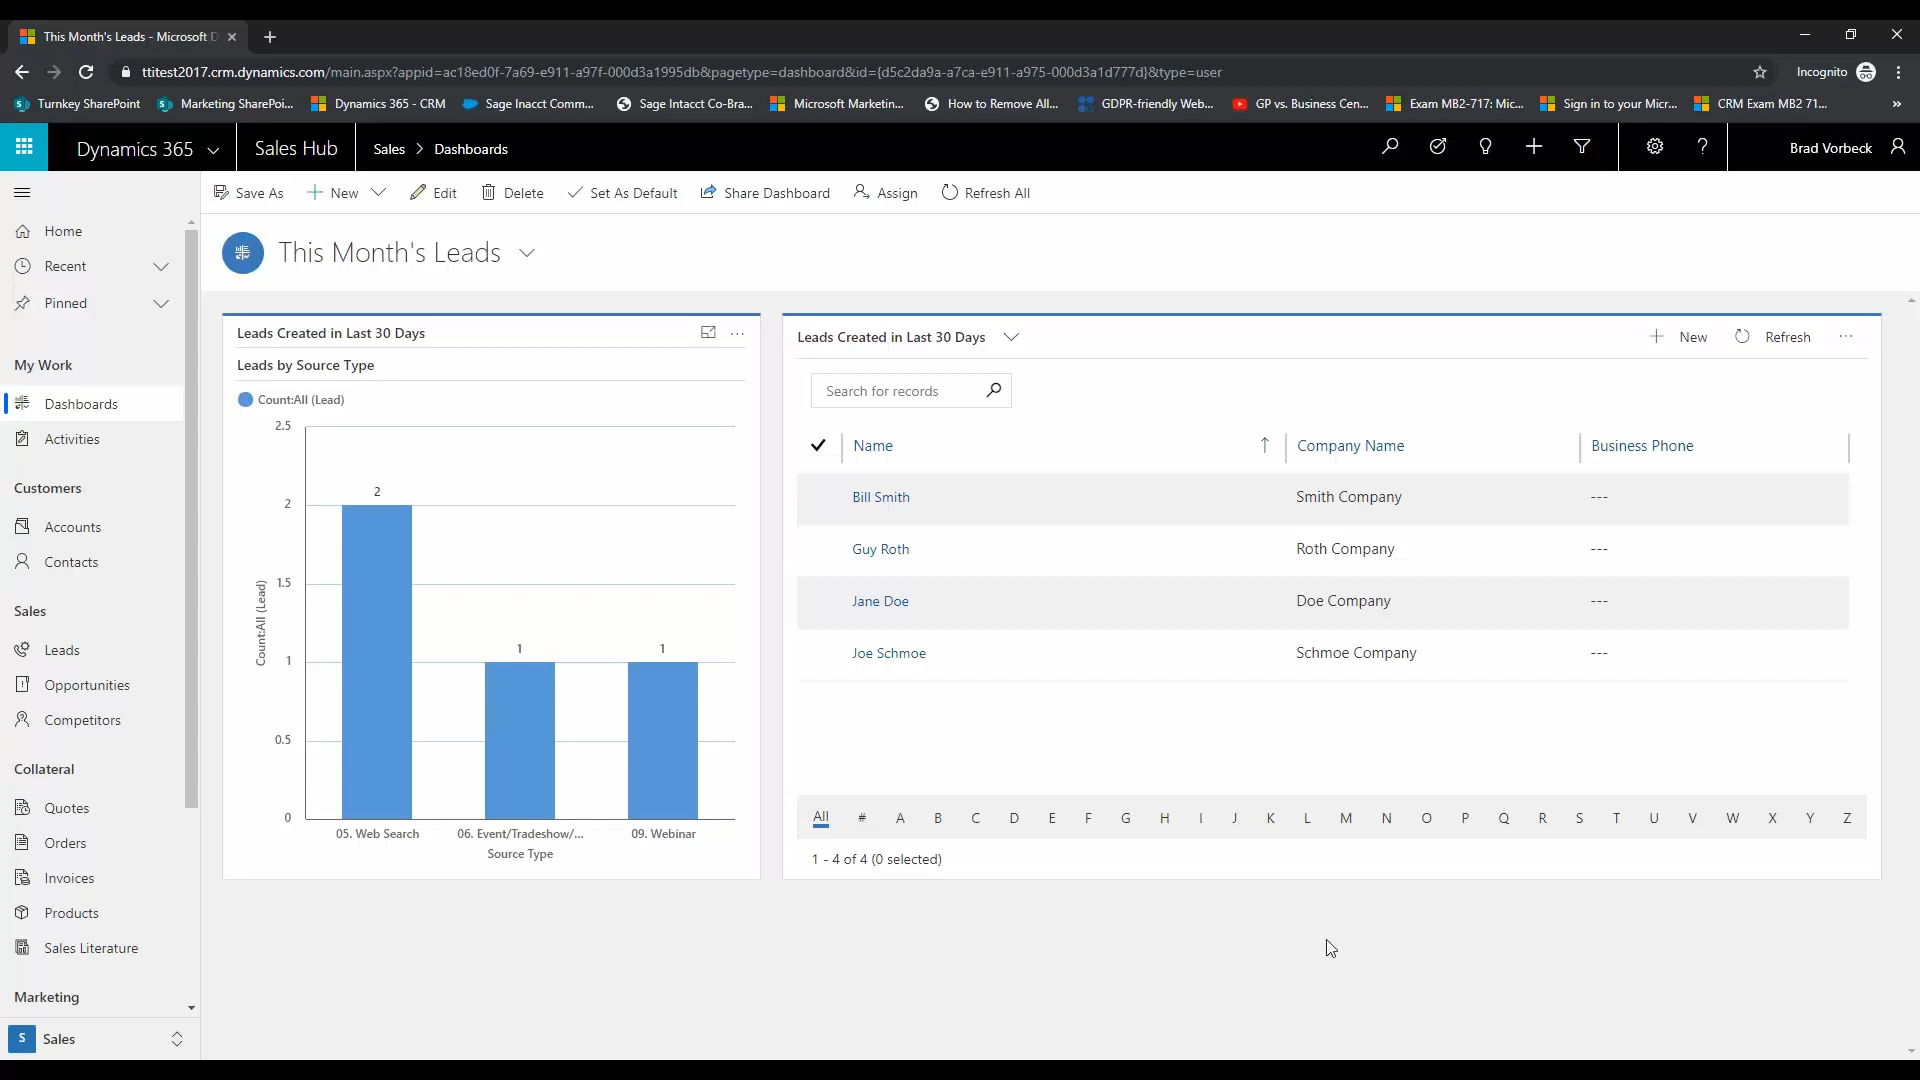 This Month's Leads - Microsoft D
ttitest2017.crm.dynamics.com/main.aspx?appid=ac18ed0f-7a69-e911-a97f-000d3a1995db&pagetype=dashboard&id={d5c2da9a-a7ca-e911-a975-000d3a1d777d}&type=user
Incognito
Turnkey SharePoint
Marketing SharePoi...
Dynamics 365 - CRM
Sage Inacct Comm...
Sage Intacct Co-Bra...
Microsoft Marketin...
How to Remove All...
GDPR-friendly Web...
GP vs. Business Cen...
Exam MB2-717: Mic...
Sign in to your Micr...
CRM Exam MB2 71...
»
Dynamics 365
Sales Hub
Sales > Dashboards
Brad Vorbeck
Save As
New
Edit
Delete
Set As Default
Share Dashboard
Assign
Refresh All
Home
Recent
Pinned
My Work
Dashboards
Activities
Customers
Accounts
Contacts
Sales
Leads
Opportunities
Competitors
Collateral
Quotes
Orders
Invoices
Products
Sales Literature
Marketing
S Sales
This Month's Leads
Leads Created in Last 30 Days
Leads by Source Type
Count:All (Lead)
2.5
2
1.5
1
0.5
0
Count:All (Lead)
2
1
1
05. Web Search
06. Event/Tradeshow/...
09. Webinar
Source Type
Leads Created in Last 30 Days
New
Refresh
Search for records
Name Company Name Business Phone
Bill Smith Smith Company ---
Guy Roth Roth Company ---
Jane Doe Doe Company ---
Joe Schmoe Schmoe Company ---
All # A B C D E F G H I J K L M N O P Q R S T U V W X Y Z
1 - 4 of 4 (0 selected)